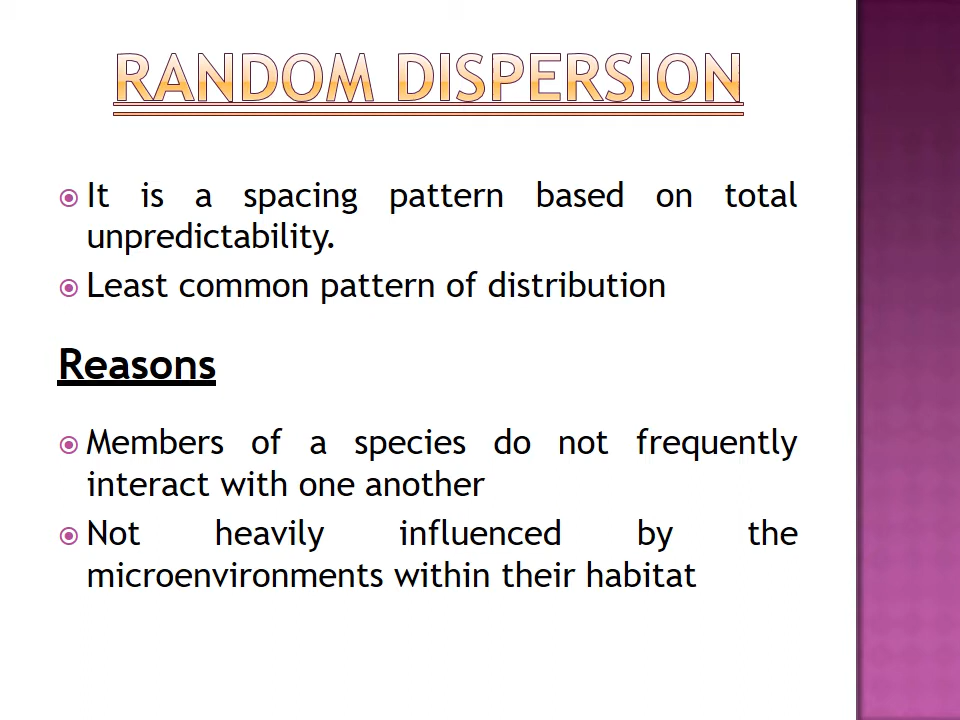 RANDOM DISPERSION
It is a spacing pattern based on total
unpredictability.
Least common pattern of distribution
Reasons
Members of a species do not frequently
interact with one another
Not heavily influenced by the
microenvironments within their habitat